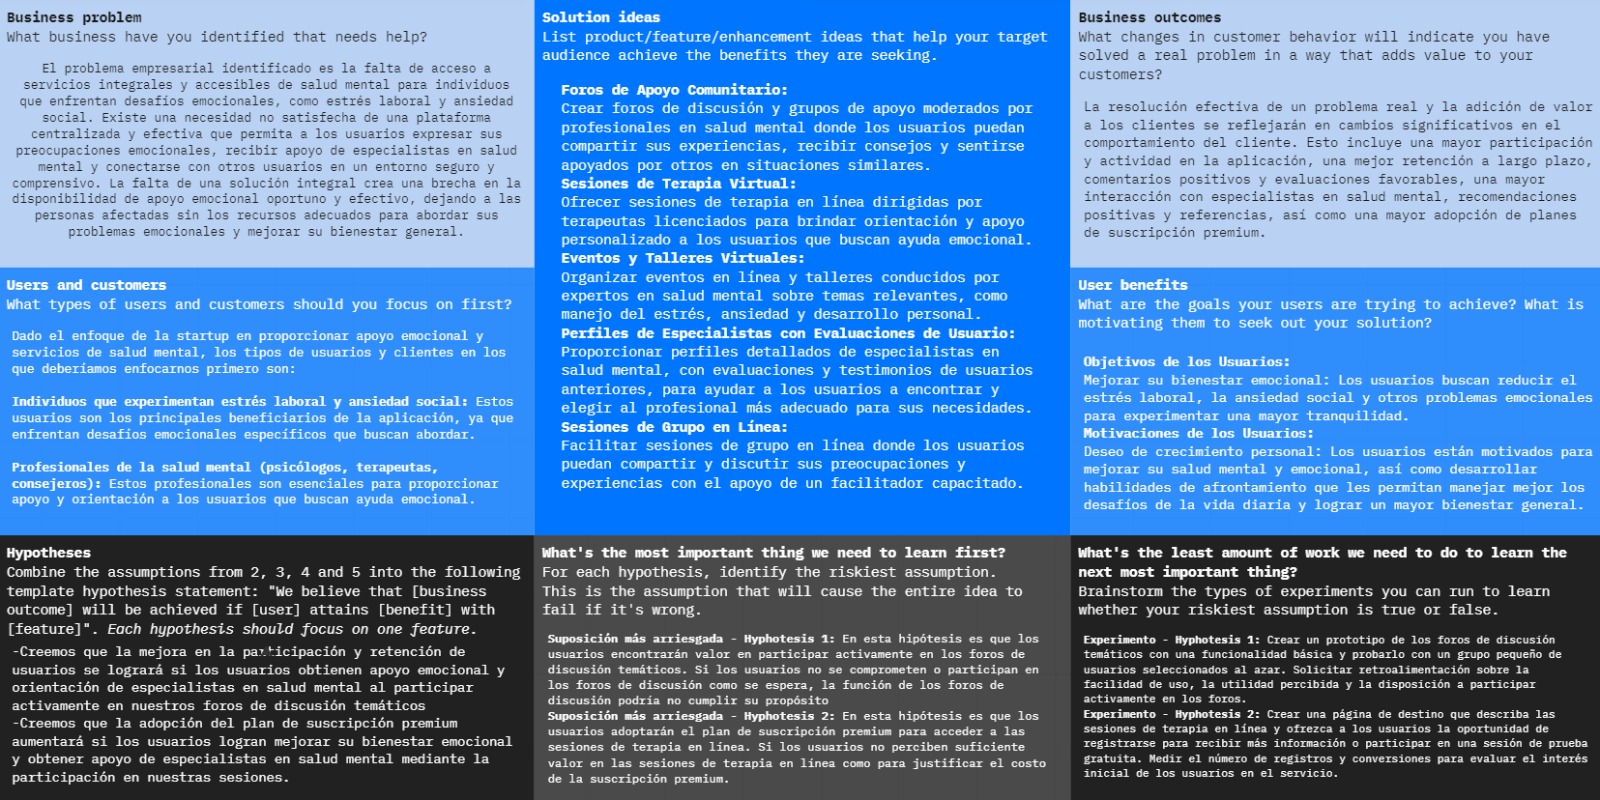 Business problem
What business have you identified that needs help?
El problema empresarial identificado es la falta de acceso a
servicios integrales y accesibles de salud mental para individuos
que enfrentan desafíos emocionales, como estrés laboral y ansiedad
social. Existe una necesidad no satisfecha de una plataforma
centralizada y efectiva que permita a los usuarios expresar sus
preocupaciones emocionales, recibir apoyo de especialistas en salud
mental y conectarse con otros usuarios en un entorno seguro y
comprensivo. La falta de una solución integral crea una brecha en la
disponibilidad de apoyo emocional oportuno y efectivo, dejando a las
personas afectadas sin los recursos adecuados para abordar sus
problemas emocionales y mejorar su bienestar general.
Users and customers
What types of users and customers should you focus on first?
Dado el enfoque de la startup en proporcionar apoyo emocional y
servicios de salud mental, los tipos de usuarios y clientes en los
que deberíamos enfocarnos primero son:
Individuos que experimentan estrés laboral y ansiedad social: Estos
usuarios son los principales beneficiarios de la aplicación, ya que
enfrentan desafíos emocionales específicos que buscan abordar.
Profesionales de la salud mental (psicólogos, terapeutas,
consejeros): Estos profesionales son esenciales para proporcionar
apoyo y orientación a los usuarios que buscan ayuda emocional.
Solution ideas
List product/feature/enhancement ideas that help your target
audience achieve the benefits they are seeking.
Foros de Apoyo Comunitario:
Crear foros de discusión y grupos de apoyo moderados por
profesionales en salud mental donde los usuarios puedan
compartir sus experiencias, recibir consejos y sentirse
apoyados por otros en situaciones similares.
Sesiones de Terapia Virtual:
Ofrecer sesiones de terapia en línea dirigidas por
terapeutas licenciados para brindar orientación y apoyo
personalizado a los usuarios que buscan ayuda emocional.
Eventos y Talleres Virtuales:
Organizar eventos en línea y talleres conducidos por
expertos en salud mental sobre temas relevantes, como
manejo del estrés, ansiedad y desarrollo personal.
Perfiles de Especialistas con Evaluaciones de Usuario:
Proporcionar perfiles detallados de especialistas en
salud mental, con evaluaciones y testimonios de usuarios
anteriores, para ayudar a los usuarios a encontrar y
elegir al profesional más adecuado para sus necesidades.
Sesiones de Grupo en Línea:
Facilitar sesiones de grupo en línea donde los usuarios
puedan compartir y discutir sus preocupaciones y
experiencias con el apoyo de un facilitador capacitado.
Business outcomes
What changes in customer behavior will indicate you have
solved a real problem in a way that adds value to your
customers?
La resolución efectiva de un problema real y la adición de valor
a los clientes se reflejarán en cambios significativos en el
comportamiento del cliente. Esto incluye una mayor participación
y actividad en la aplicación, una mejor retención a largo plazo,
comentarios positivos y evaluaciones favorables, una mayor
interacción con especialistas en salud mental, recomendaciones
positivas y referencias, así como una mayor adopción de planes
de suscripción premium.
User benefits
What are the goals your users are trying to achieve? What is
motivating them to seek out your solution?
Objetivos de los Usuarios:
Mejorar su bienestar emocional: Los usuarios buscan reducir el
estrés laboral, la ansiedad social y otros problemas emocionales
para experimentar una mayor tranquilidad.
Motivaciones de los Usuarios:
Deseo de crecimiento personal: Los usuarios están motivados para
mejorar su salud mental y emocional, así como desarrollar
habilidades de afrontamiento que les permitan manejar mejor los
desafíos de la vida diaria y lograr un mayor bienestar general.
Hypotheses
Combine the assumptions from 2, 3, 4 and 5 into the following
template hypothesis statement: "We believe that [business
outcome] will be achieved if [user] attains [benefit] with
[feature]". Each hypothesis should focus on one feature.
-Creemos que la mejora en la participación y retención de
usuarios se logrará si los usuarios obtienen apoyo emocional y
orientación de especialistas en salud mental al participar
activamente en nuestros foros de discusión temáticos
-Creemos que la adopción del plan de suscripción premium
aumentará si los usuarios logran mejorar su bienestar emocional
y obtener apoyo de especialistas en salud mental mediante la
participación en nuestras sesiones.
What's the most important thing we need to learn first?
For each hypothesis, identify the riskiest assumption.
This is the assumption that will cause the entire idea to
fail if it's wrong.
Suposición más arriesgada - Hyphotesis 1: En esta hipótesis es que los
usuarios encontrarán valor en participar activamente en los foros de
discusión temáticos. Si los usuarios no se comprometen o participan en
los foros de discusión como se espera, la función de los foros de
discusión podría no cumplir su propósito
Suposición más arriesgada - Hyphotesis 2: En esta hipótesis es que los
usuarios adoptarán el plan de suscripción premium para acceder a las
sesiones de terapia en línea. Si los usuarios no perciben suficiente
valor en las sesiones de terapia en línea como para justificar el costo
de la suscripción premium.
What's the least amount of work we need to do to learn the
next most important thing?
Brainstorm the types of experiments you can run to learn
whether your riskiest assumption is true or false.
Experimento - Hyphotesis 1: Crear un prototipo de los foros de discusión
temáticos con una funcionalidad básica y probarlo con un grupo pequeño de
usuarios seleccionados al azar. Solicitar retroalimentación sobre la
facilidad de uso, la utilidad percibida y la disposición a participar
activamente en los foros.
Experimento - Hyphotesis 2: Crear una página de destino que describa las
sesiones de terapia en línea y ofrezca a los usuarios la oportunidad de
registrarse para recibir más información o participar en una sesión de prueba
gratuita. Medir el número de registros y conversiones para evaluar el interés
inicial de los usuarios en el servicio.